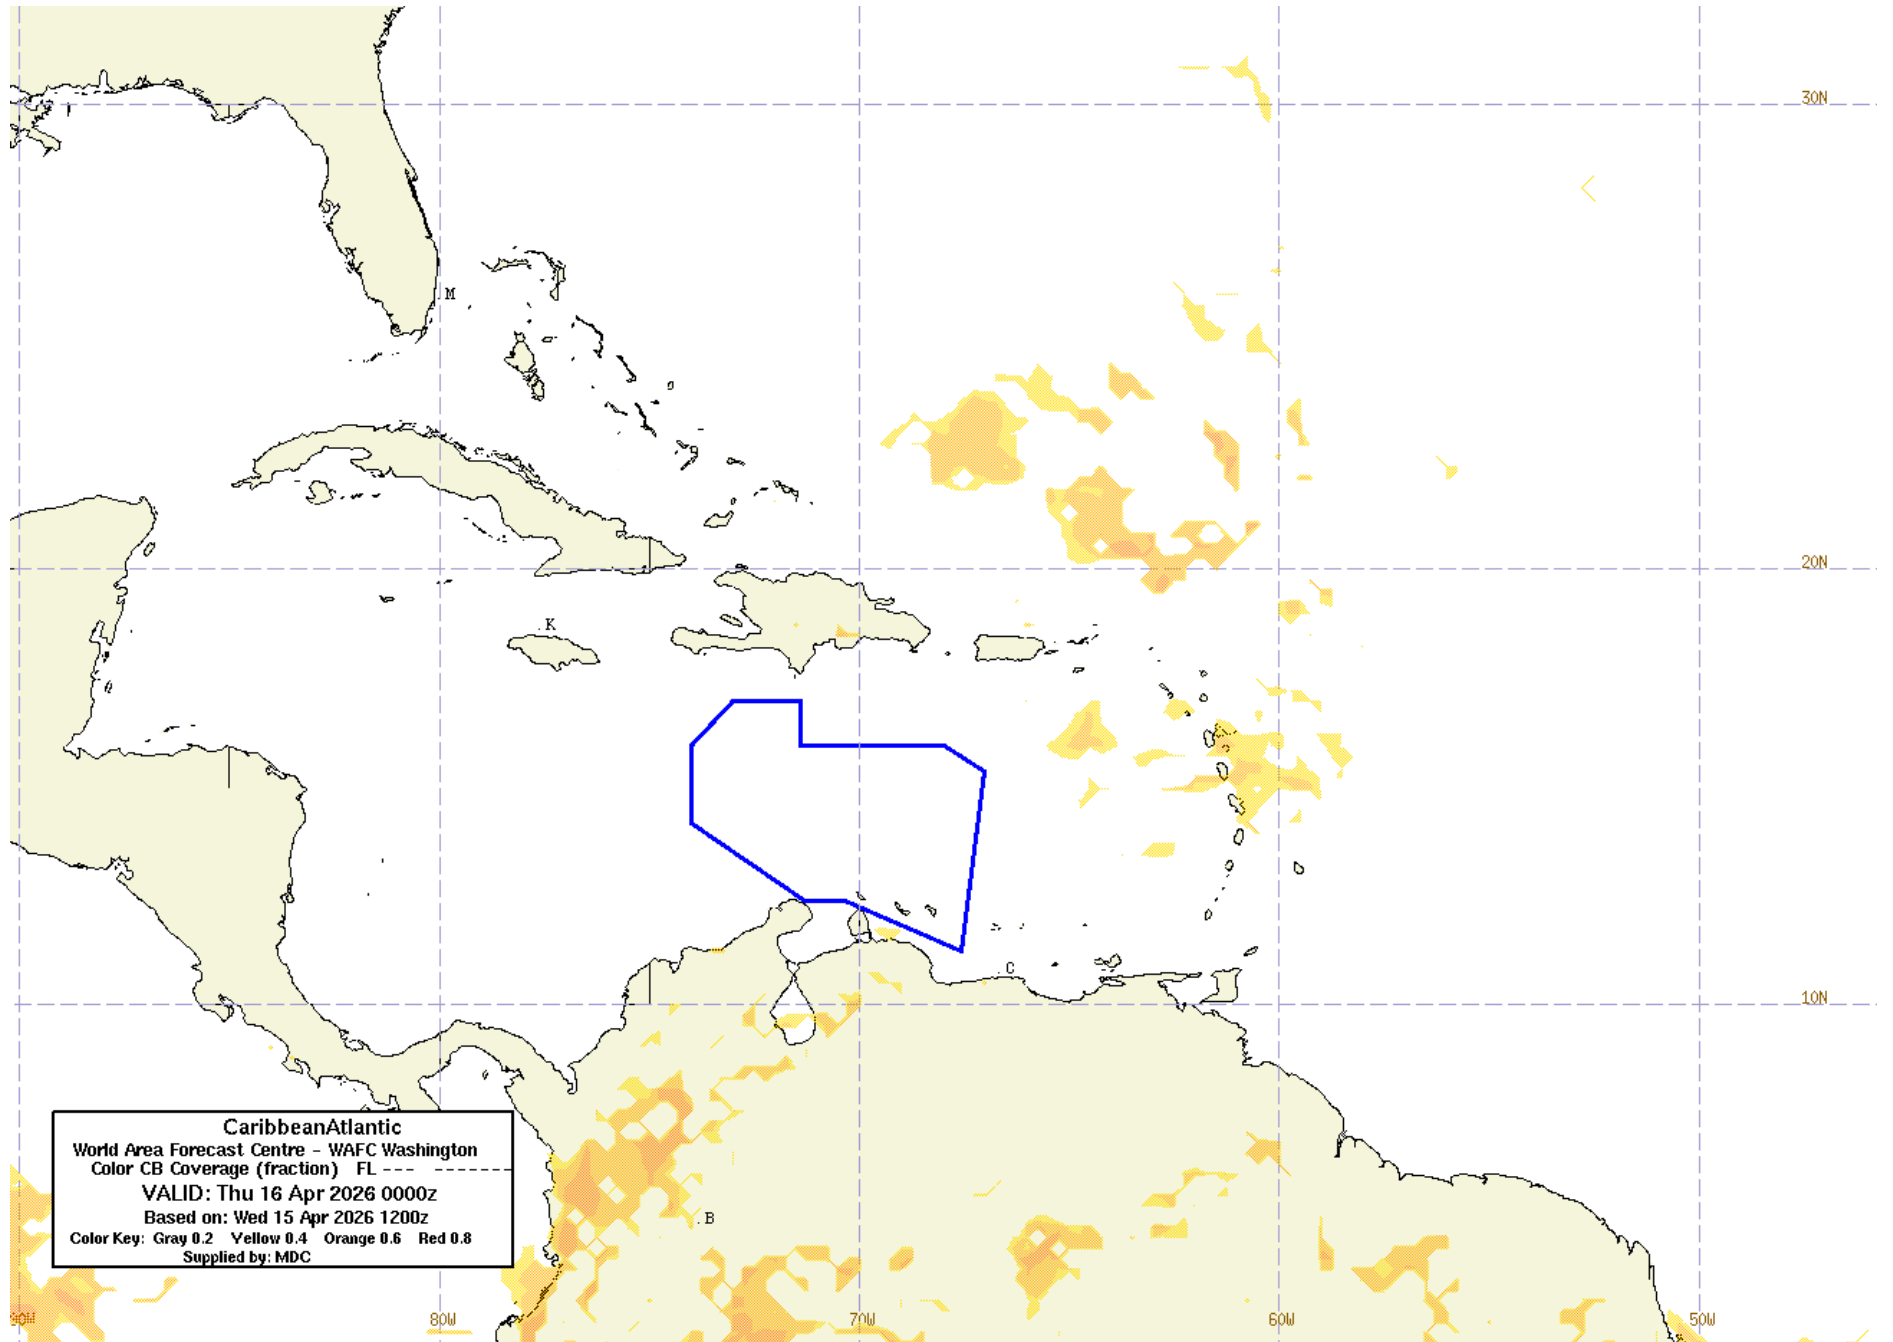 30N
.M
20N
.K
.C
10N
CaribbeanAtlantic
World Area Forecast Centre - WAFC Washington
Color CB Coverage (fraction) FL --- -------
VALID: Thu 16 Apr 2026 0000z
Based on: Wed 15 Apr 2026 1200z
Color Key: Gray 0.2 Yellow 0.4 Orange 0.6 Red 0.8
Supplied by: MDC
.B
90W
80W
70W
60W
50W